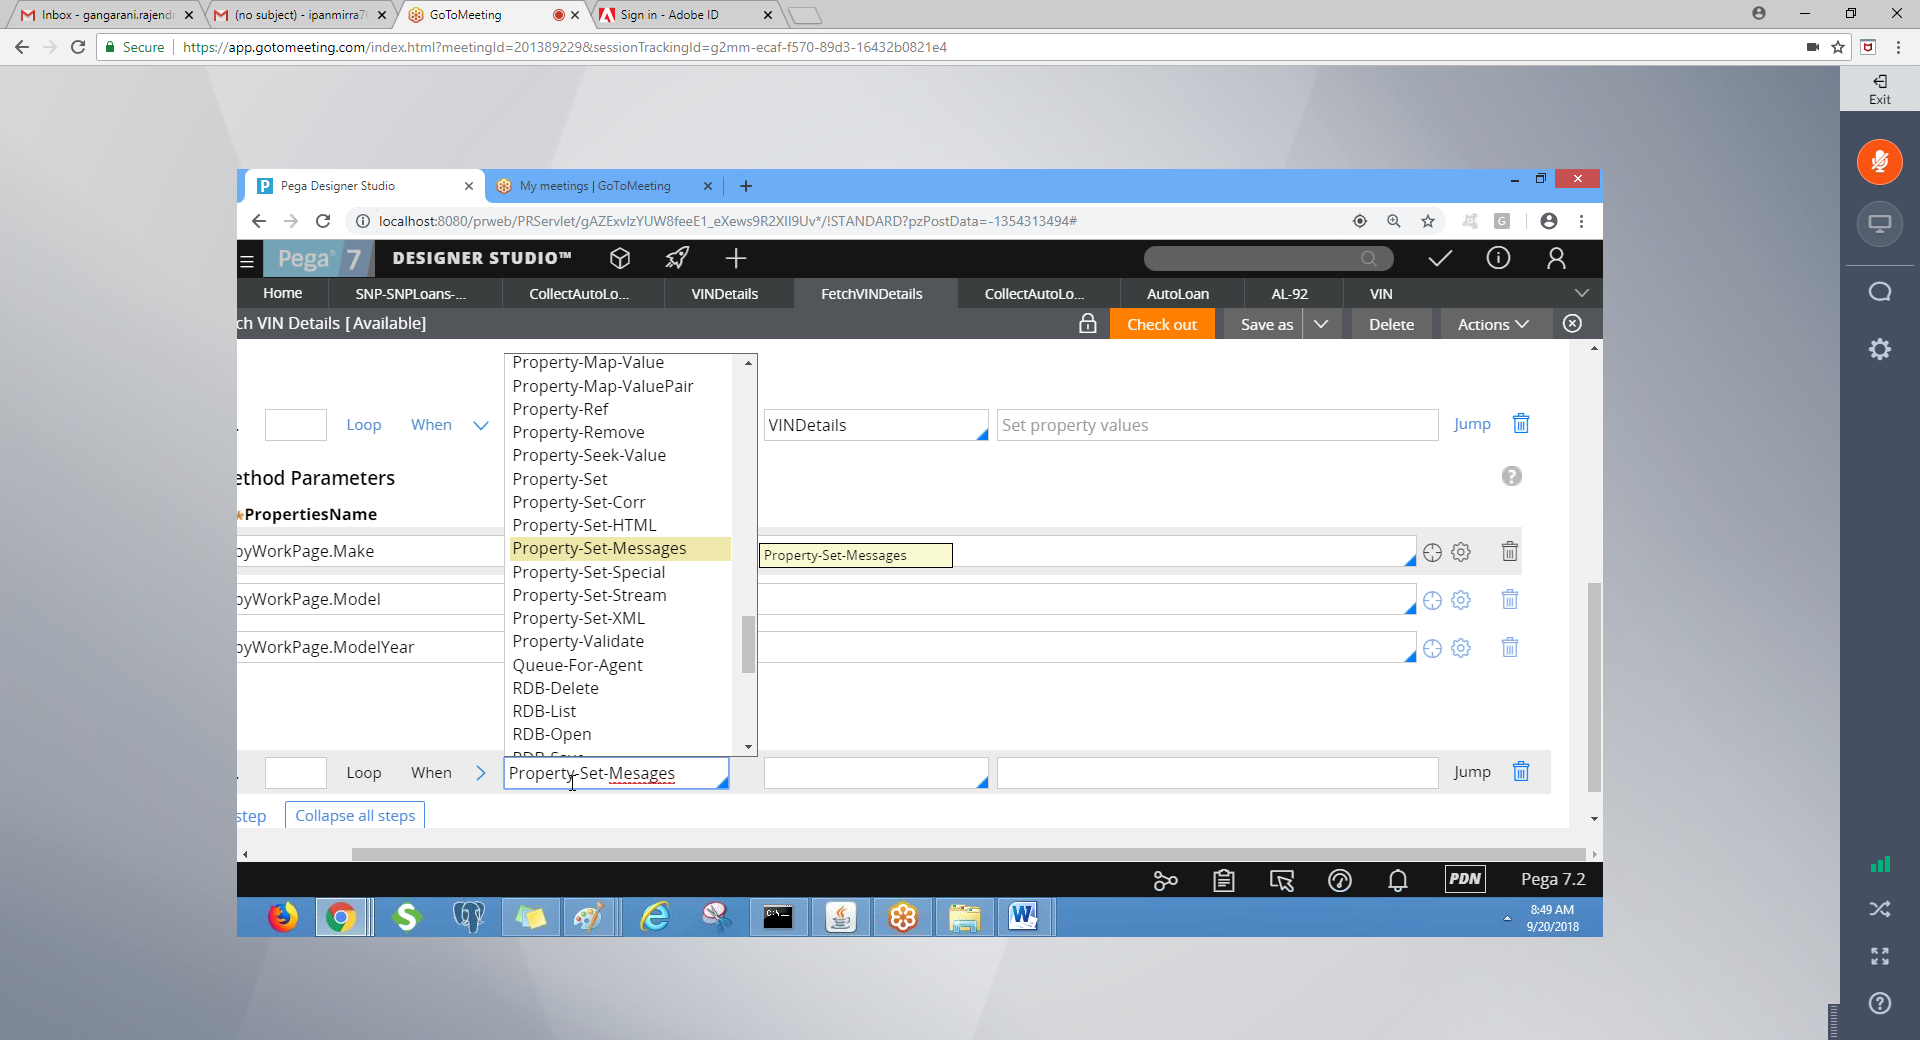 Inbox - gangarani.rajendr
(no subject) - ipanmirra70
GoToMeeting
Sign in - Adobe ID
Secure
https://app.gotomeeting.com/index.html?meetingId=201389229&sessionTrackingId=g2mm-ecaf-f570-89d3-16432b0821e4
Exit
Pega Designer Studio
My meetings | GoToMeeting
localhost:8080/prweb/PRServlet/gAZExvIzYUW8feeE1_eXews9R2XII9Uv*/!STANDARD?pzPostData=-1354313494#
Pega 7
DESIGNER STUDIO™
Home
SNP-SNPLoans-...
CollectAutoLo...
VINDetails
FetchVINDetails
CollectAutoLo...
AutoLoan
AL-92
VIN
ch VIN Details [ Available]
Check out
Save as
Delete
Actions
Property-Map-Value
Property-Map-ValuePair
Property-Ref
Property-Remove
Property-Seek-Value
Property-Set
Property-Set-Corr
Property-Set-HTML
Property-Set-Messages
Property-Set-Special
Property-Set-Stream
Property-Set-XML
Property-Validate
Queue-For-Agent
RDB-Delete
RDB-List
RDB-Open
RDB-Save
Property-Set-Messages
Loop
When
VINDetails
Set property values
Jump
ethod Parameters
*PropertiesName
pyWorkPage.Make
pyWorkPage.Model
pyWorkPage.ModelYear
Loop
When
Property-Set-Mesages
Jump
step
Collapse all steps
PDN
Pega 7.2
8:49 AM
9/20/2018